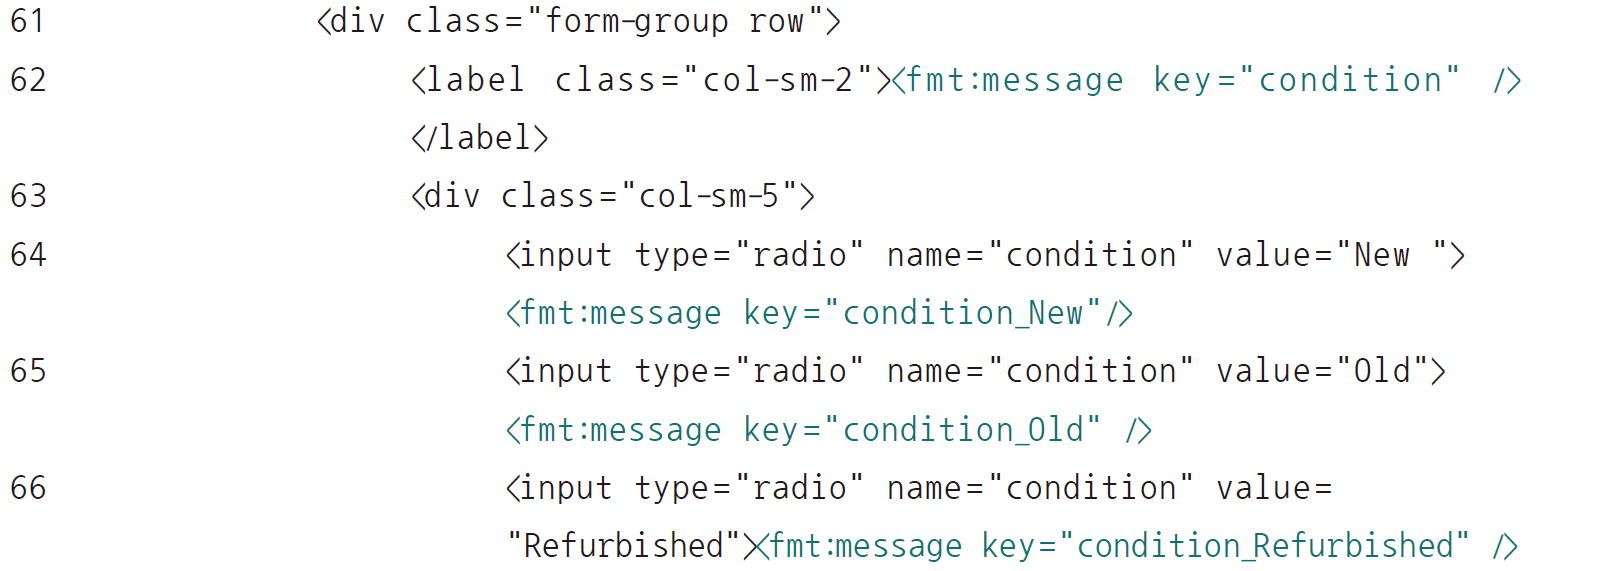 61 <div class="form-group row">
62 <label class="col-sm-2"><fmt:message key="condition" />
</label>
63 <div class="col-sm-5">
64 <input type="radio" name="condition" value="New ">
<fmt:message key="condition_New"/>
65 <input type="radio" name="condition" value="Old">
<fmt:message key="condition_Old" />
66 <input type="radio" name="condition" value=
"Refurbished"><fmt:message key="condition_Refurbished" />